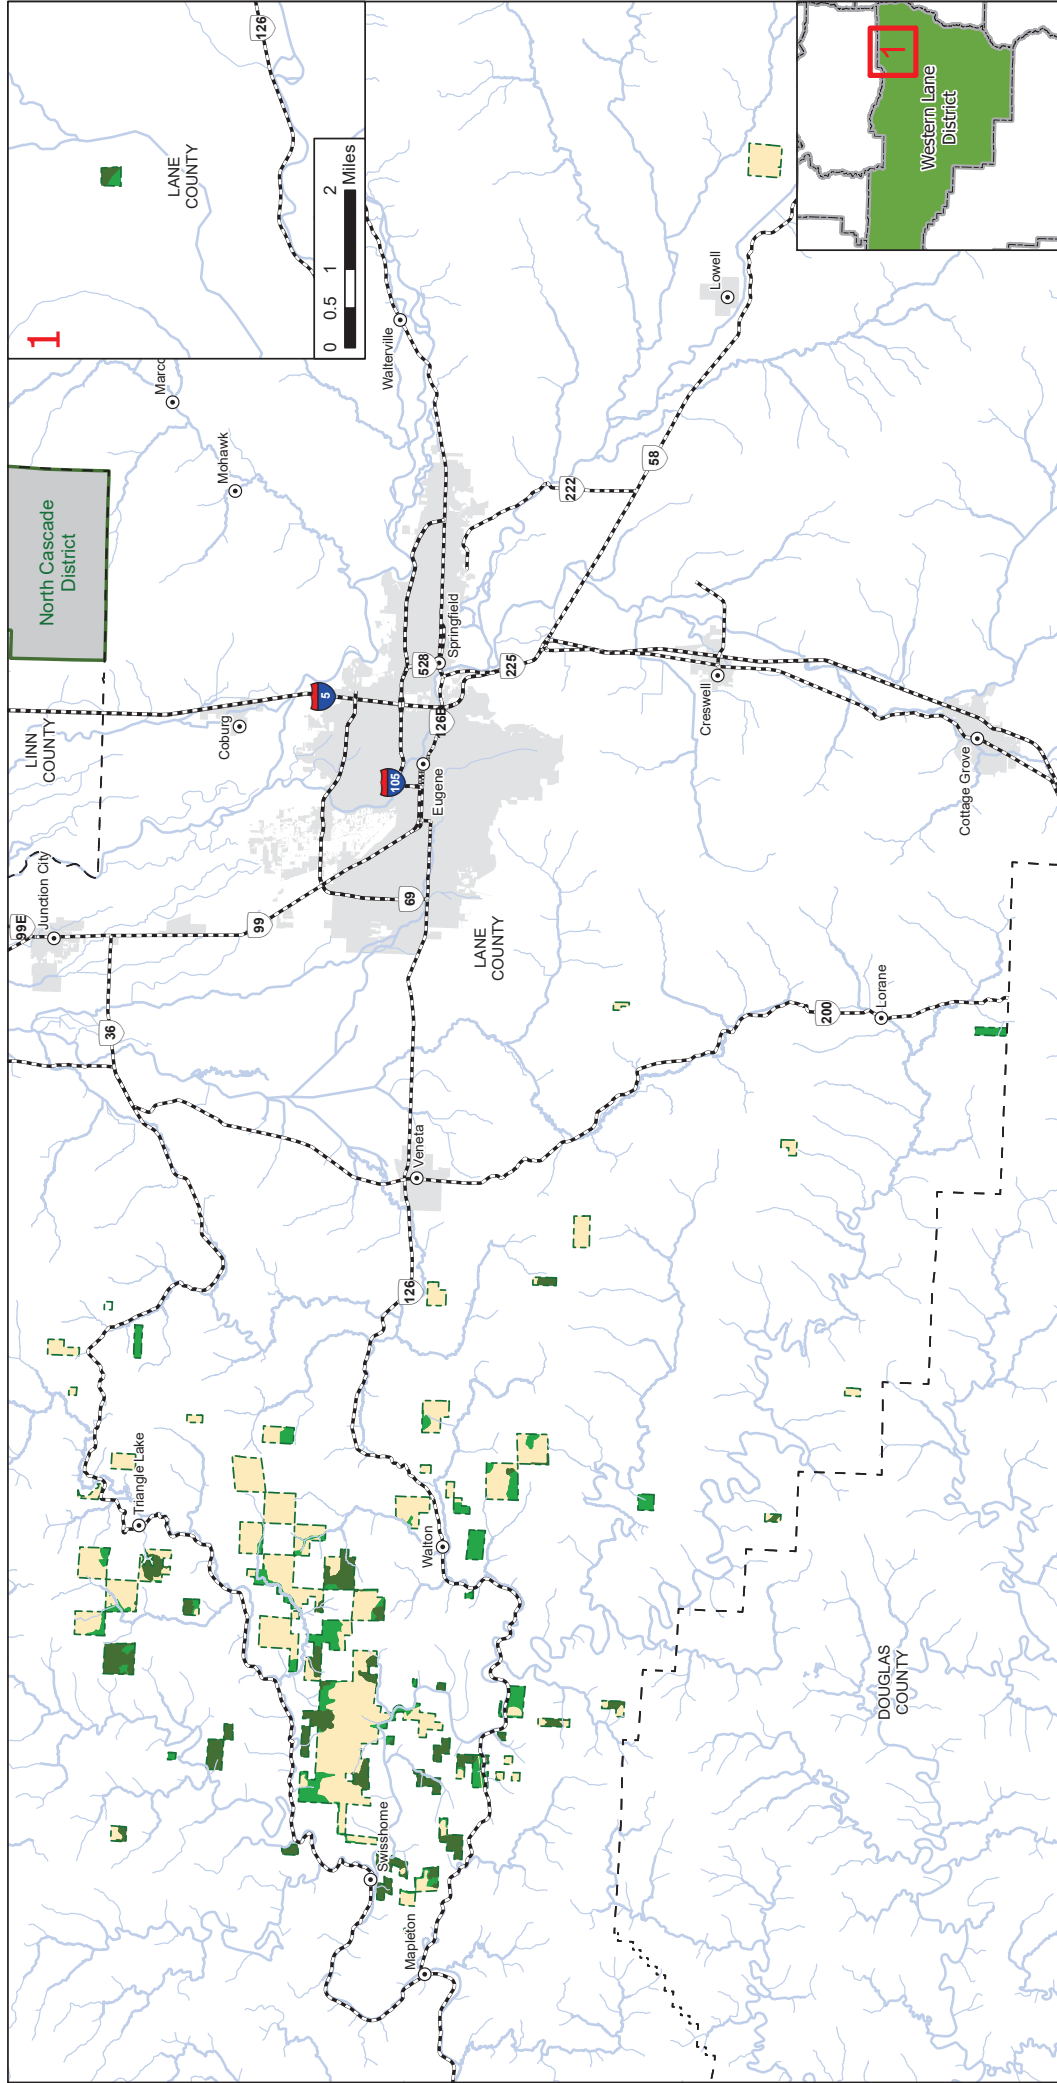 1
126
LANE
COUNTY
0 0.5 1 2
Miles
North Cascade
District
Marco
Mohawk
Walterville
LINN
COUNTY
Coburg
5
99E
Junction City
99
36
105
528
Springfield
126B
Eugene
225
222
58
Lowell
69
LANE
COUNTY
Creswell
Cottage Grove
Veneta
126
200
Lorane
Triangle Lake
Walton
Swisshome
Mapleton
DOUGLAS
COUNTY
1
Western Lane
District